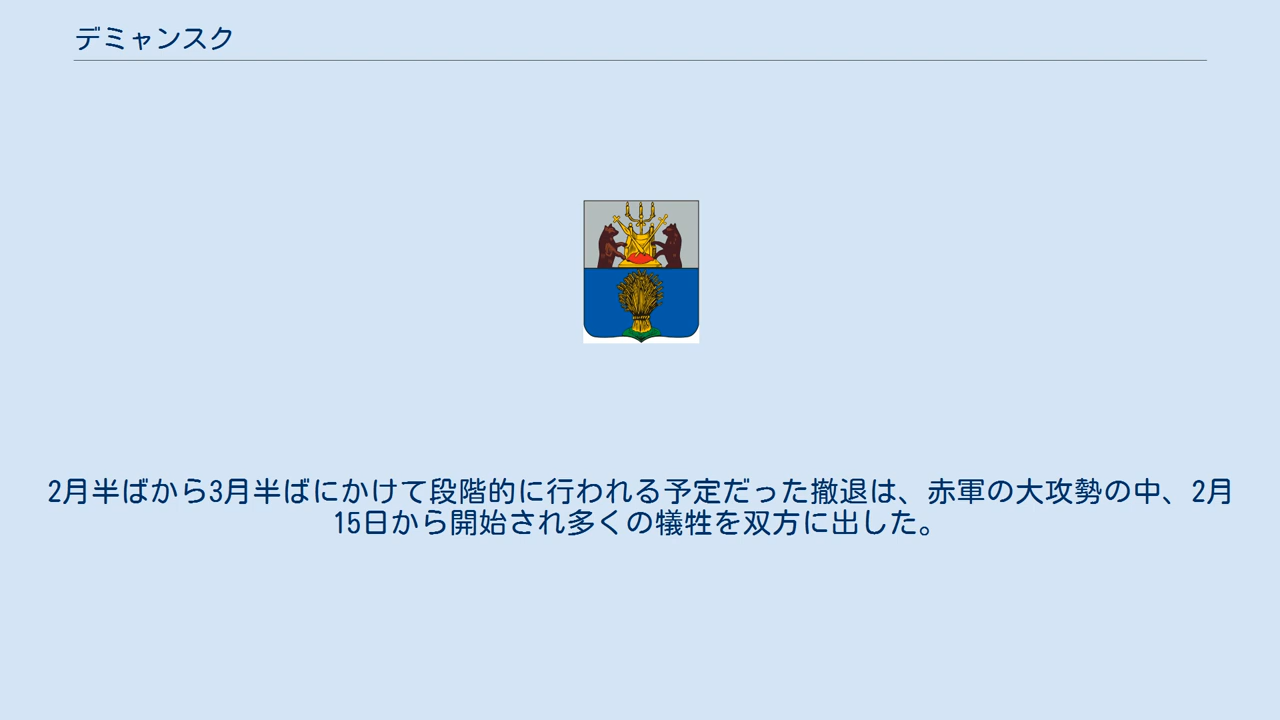 デミャンスク
2月半ばから3月半ばにかけて段階的に行われる予定だった撤退は、赤軍の大攻勢の中、2月
15日から開始され多くの犠牲を双方に出した。